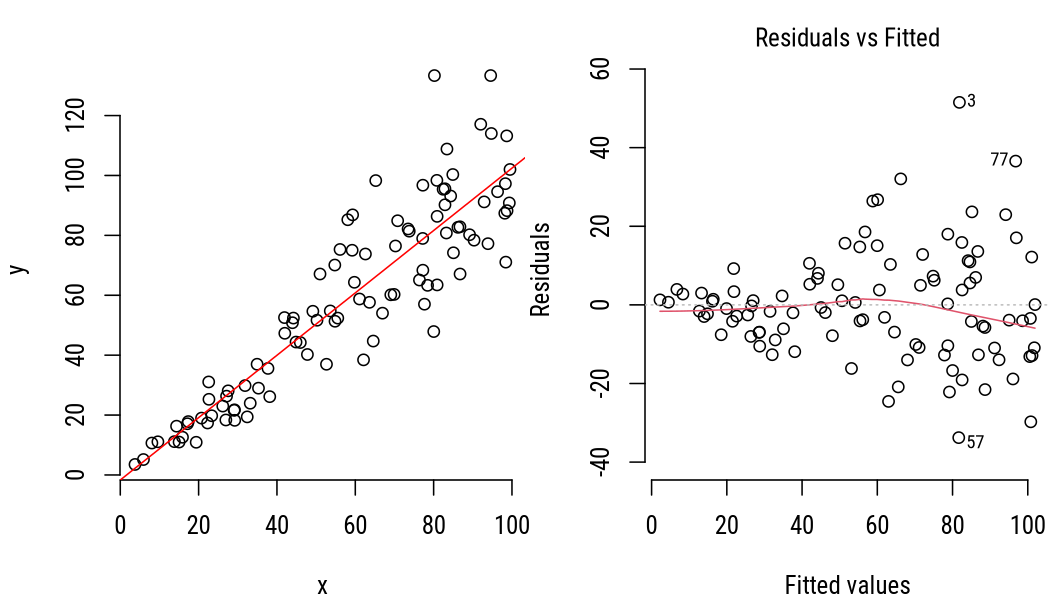 Residuals vs Fitted
y
0 20 40 60 80 100 120
0 20 40 60 80 100
x
Residuals
-40 -20 0 20 40 60
3
77
57
0 20 40 60 80 100
Fitted values